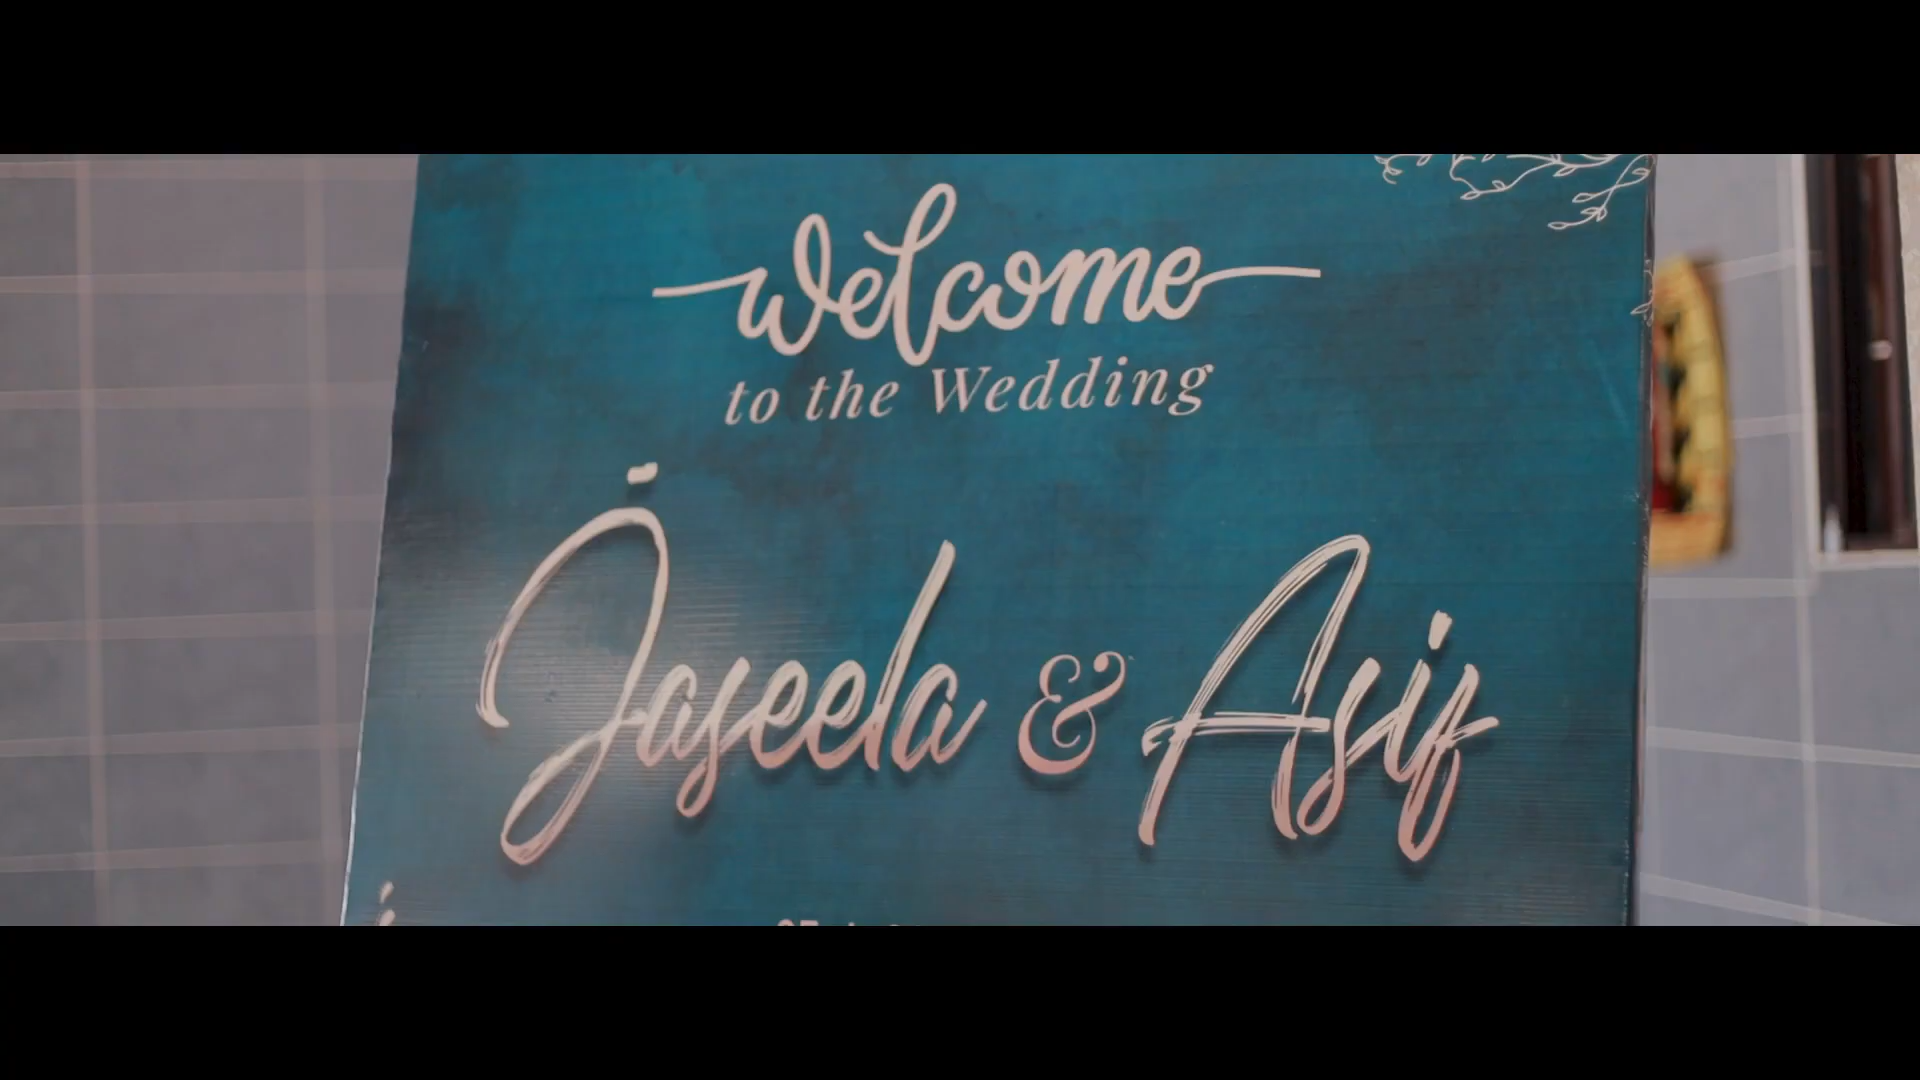 Welcome
to the Wedding
Jaseela & Asif